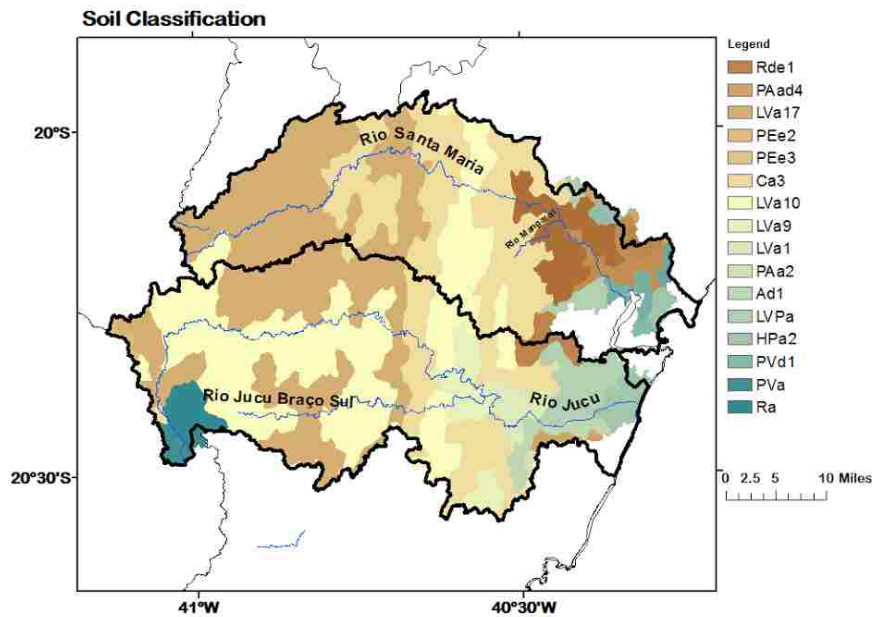 Soil Classification
Legend
Rde1
PAad4
LVa17
PEe2
PEe3
Ca3
LVa10
LVa9
LVa1
PAa2
Ad1
LVPa
HPa2
PVd1
PVa
Ra
20°S
Rio Santa Maria
Rio Mangaraí
Rio Jucu Braço Sul
Rio Jucu
20°30'S
0 2.5 5 10 Miles
41°W
40°30'W